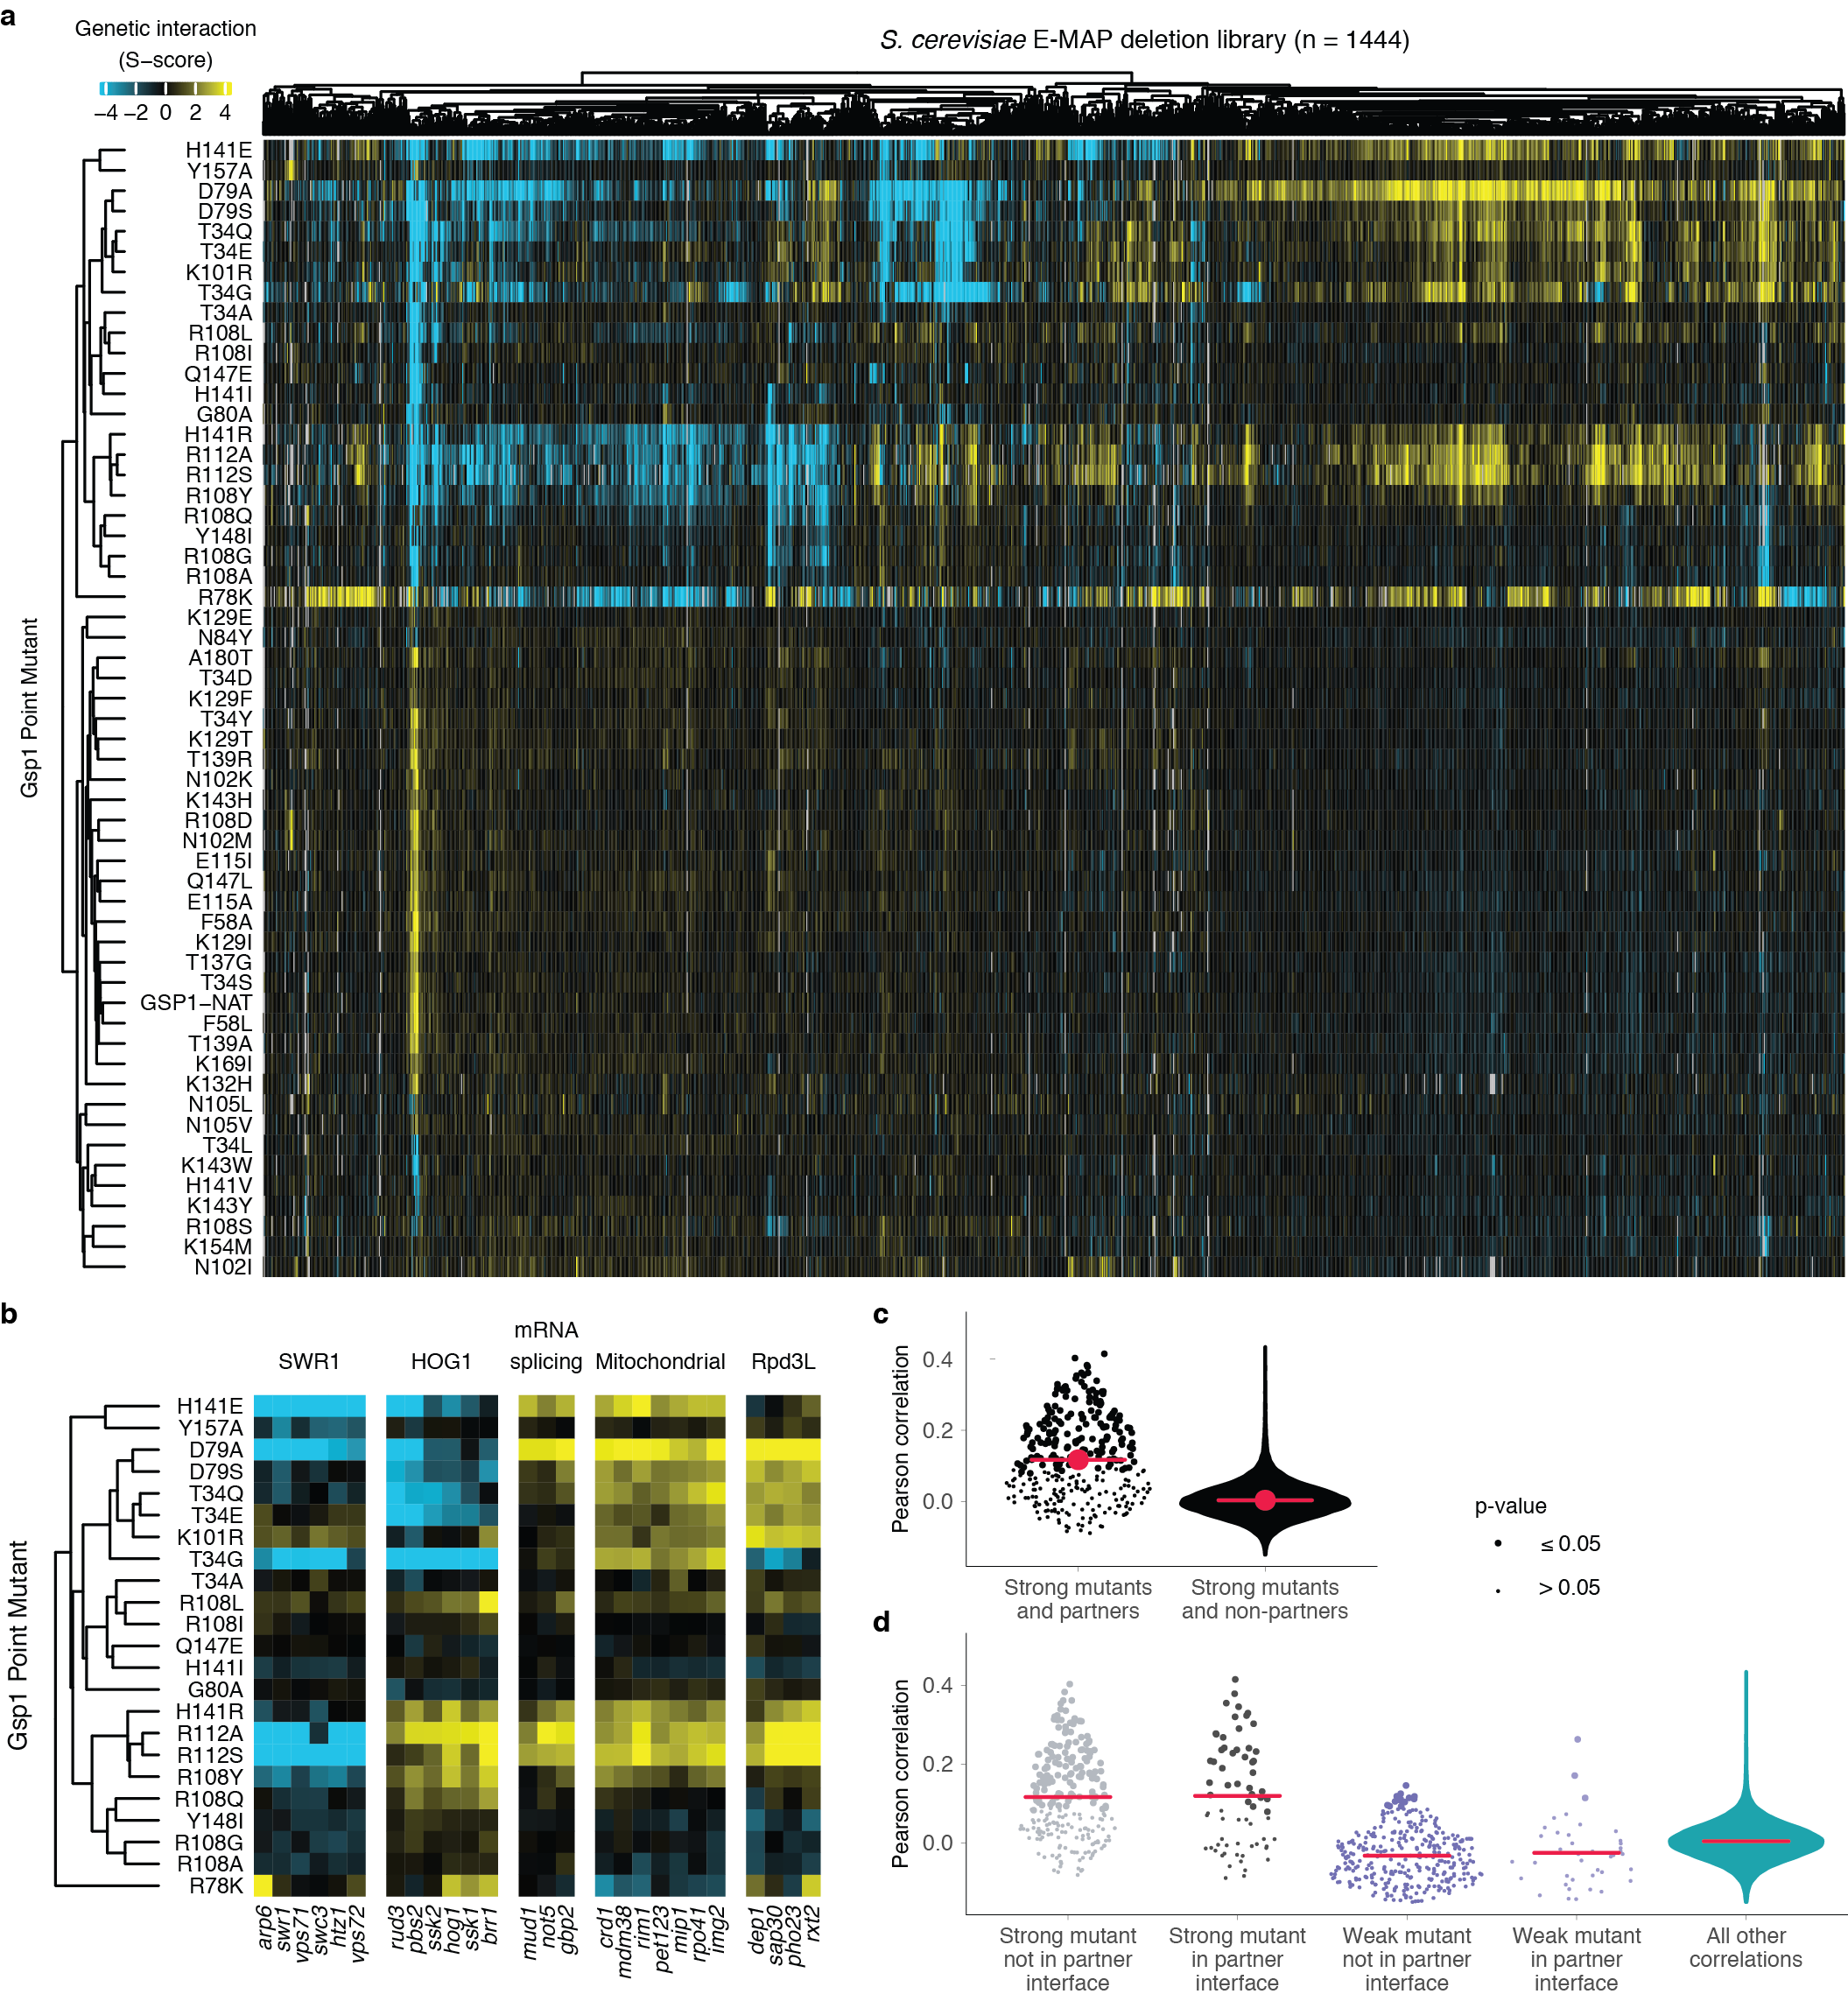 a
Genetic interaction
(S−score)
−4 −2 0 2 4
S. cerevisiae E-MAP deletion library (n = 1444)
Gsp1 Point Mutant
H141E
Y157A
D79A
D79S
T34Q
T34E
K101R
T34G
T34A
R108L
R108I
Q147E
H141I
G80A
H141R
R112A
R112S
R108Y
R108Q
Y148I
R108G
R108A
R78K
K129E
N84Y
A180T
T34D
K129F
T34Y
K129T
T139R
N102K
K143H
R108D
N102M
E115I
Q147L
E115A
F58A
K129I
T137G
T34S
GSP1−NAT
F58L
T139A
K169I
K132H
N105L
N105V
T34L
K143W
H141V
K143Y
R108S
K154M
N102I
b
SWR1
HOG1
mRNA
splicing
Mitochondrial
Rpd3L
Gsp1 Point Mutant
H141E
Y157A
D79A
D79S
T34Q
T34E
K101R
T34G
T34A
R108L
R108I
Q147E
H141I
G80A
H141R
R112A
R112S
R108Y
R108Q
Y148I
R108G
R108A
R78K
arp6
swr1
vps71
swc3
htz1
vps72
rud3
pbs2
ssk2
hog1
ssk1
brr1
mud1
not5
gbp2
crd1
mdm38
rim1
pet123
mip1
rpo41
img2
dep1
sap30
pho23
rxt2
c
Pearson correlation
0.4
0.2
0.0
Strong mutants
and partners
Strong mutants
and non-partners
p-value
≤ 0.05
> 0.05
d
Pearson correlation
0.4
0.2
0.0
Strong mutant
not in partner
interface
Strong mutant
in partner
interface
Weak mutant
not in partner
interface
Weak mutant
in partner
interface
All other
correlations